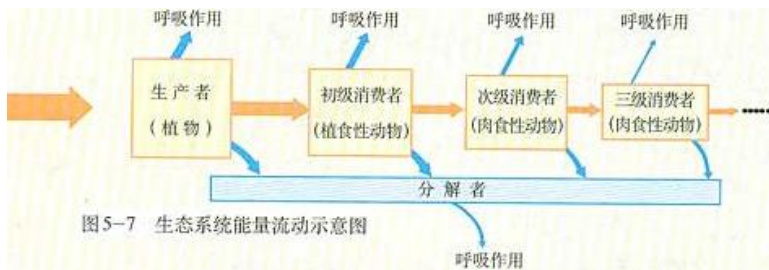 呼吸作用 呼吸作用 呼吸作用 呼吸作用
生产者 初级消费者 次级消费者 三级消费者
(植物) (植食性动物) (肉食性动物) (肉食性动物)
分解者
图5-7 生态系统能量流动示意图
呼吸作用